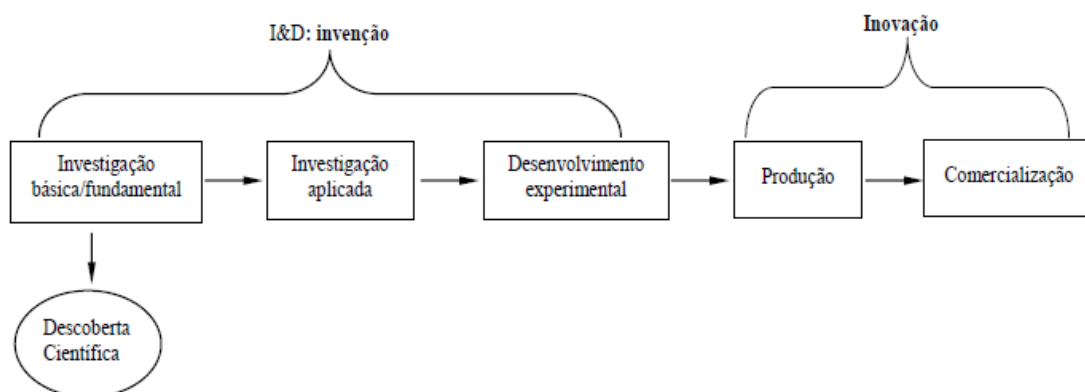 I&D: invenção
Inovação
Investigação
básica/fundamental
Investigação
aplicada
Desenvolvimento
experimental
Produção
Comercialização
Descoberta
Científica